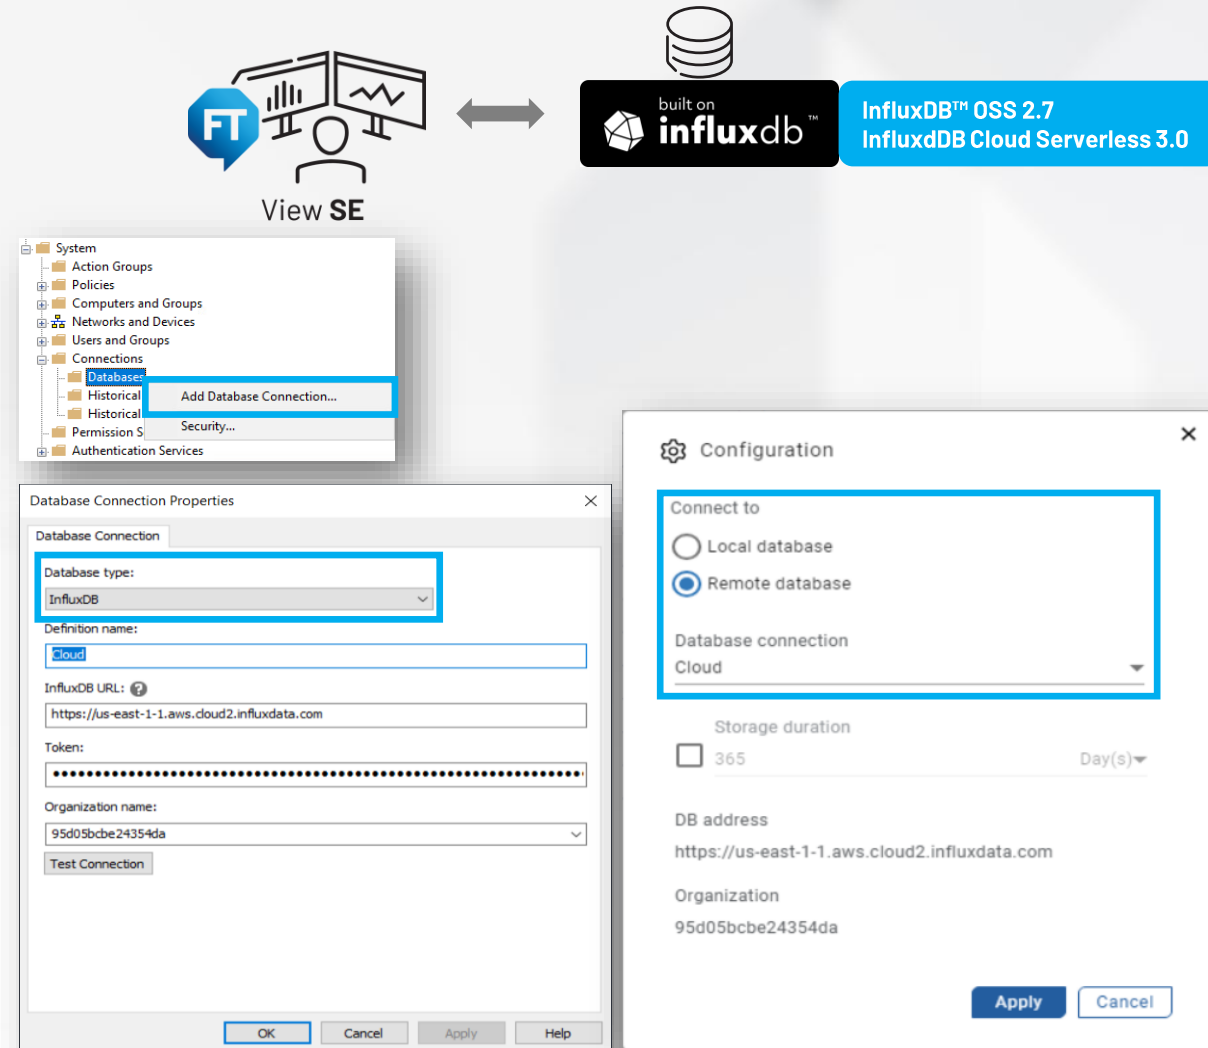 FT
View SE
built on
influxdb™
InfluxDB™ OSS 2.7
InfluxdDB Cloud Serverless 3.0
System
Action Groups
Policies
Computers and Groups
Networks and Devices
Users and Groups
Connections
Databases
Historical
Historical
Permission S
Authentication Services
Add Database Connection...
Security...
Database Connection Properties
Database Connection
Database type:
InfluxDB
Definition name:
Cloud
InfluxDB URL: ?
https://us-east-1-1.aws.cloud2.influxdata.com
Token:
Organization name:
95d05bcbe24354da
Test Connection
OK Cancel Apply Help
Configuration
Connect to
Local database
Remote database
Database connection
Cloud
Storage duration
365 Day(s)
DB address
https://us-east-1-1.aws.cloud2.influxdata.com
Organization
95d05bcbe24354da
Apply Cancel